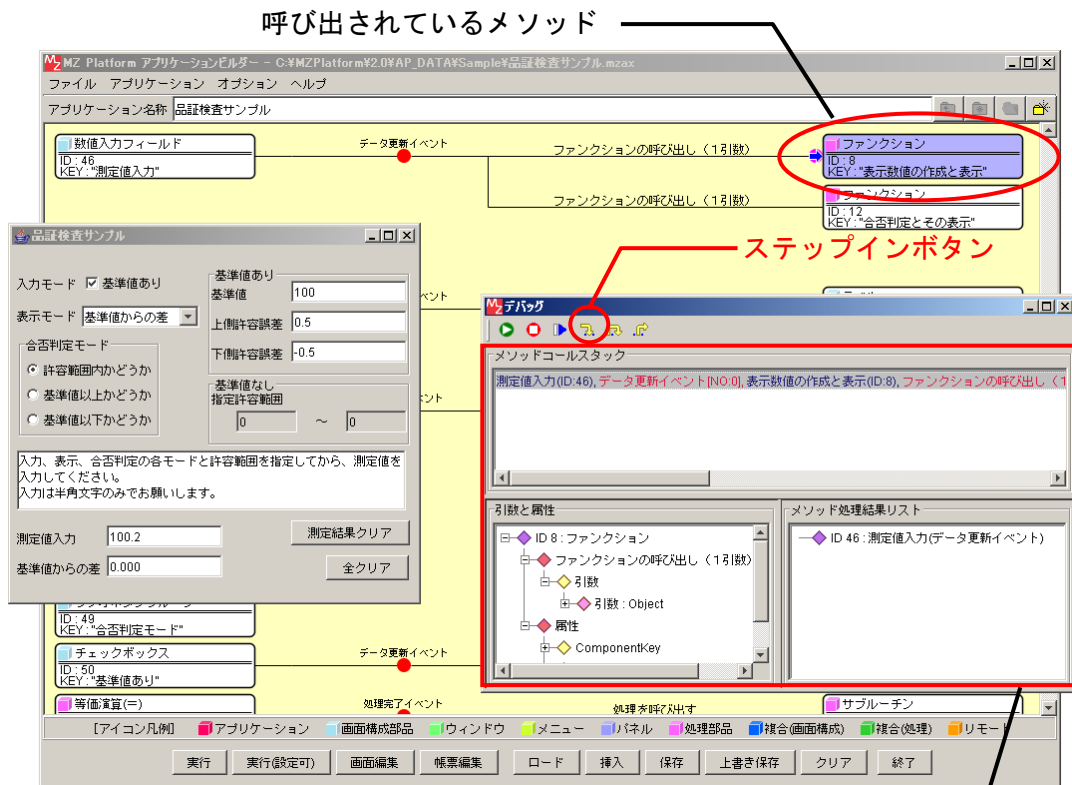 呼び出されているメソッド
MZ Platform アプリケーションビルダー - C:¥MZPlatform¥2.0¥AP_DATA¥Sample¥品証検査サンプル.mzax
ファイル アプリケーション オプション ヘルプ
アプリケーション名称 品証検査サンプル
数値入力フィールド
ID : 46
KEY : "測定値入力"
データ更新イベント
ファンクションの呼び出し（１引数）
ファンクション
ID : 8
KEY : "表示数値の作成と表示"
ファンクションの呼び出し（１引数）
ファンクション
ID : 12
KEY : "合否判定とその表示"
ステップインボタン
品証検査サンプル
入力モード 基準値あり
表示モード 基準値からの差
合否判定モード
許容範囲内かどうか
基準値以上かどうか
基準値以下かどうか
基準値あり
基準値 100
上側許容誤差 0.5
下側許容誤差 -0.5
基準値なし
指定許容範囲
0 ～ 0
入力、表示、合否判定の各モードと許容範囲を指定してから、測定値を
入力してください。
入力は半角文字のみでお願いします。
測定値入力 100.2
測定結果クリア
基準値からの差 0.000
全クリア
ベント
ベント
デバッグ
メソッドコールスタック
測定値入力(ID:46), データ更新イベント[NO:0], 表示数値の作成と表示(ID:8), ファンクションの呼び出し（１
引数と属性
ID 8 : ファンクション
ファンクションの呼び出し（１引数）
引数
引数 : Object
属性
ComponentKey
メソッド処理結果リスト
ID 46 : 測定値入力(データ更新イベント)
ID : 49
KEY : "合否判定モード"
チェックボックス
ID : 50
KEY : "基準値あり"
データ更新イベント
等価演算(=)
処理完了イベント
処理を呼び出す
サブルーチン
[アイコン凡例] アプリケーション 画面構成部品 ウィンドウ メニュー パネル 処理部品 複合(画面構成) 複合(処理) リモート
実行 実行(設定可) 画面編集 帳票編集 ロード 挿入 保存 上書き保存 クリア 終了